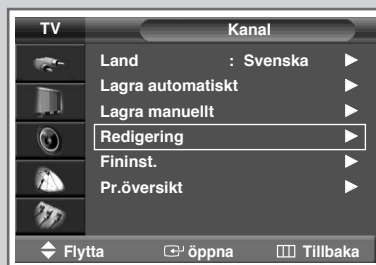 TV Kanal
Land : Svenska
Lagra automatiskt
Lagra manuellt
Redigering
Fininst.
Pr.översikt
Flytta öppna Tillbaka